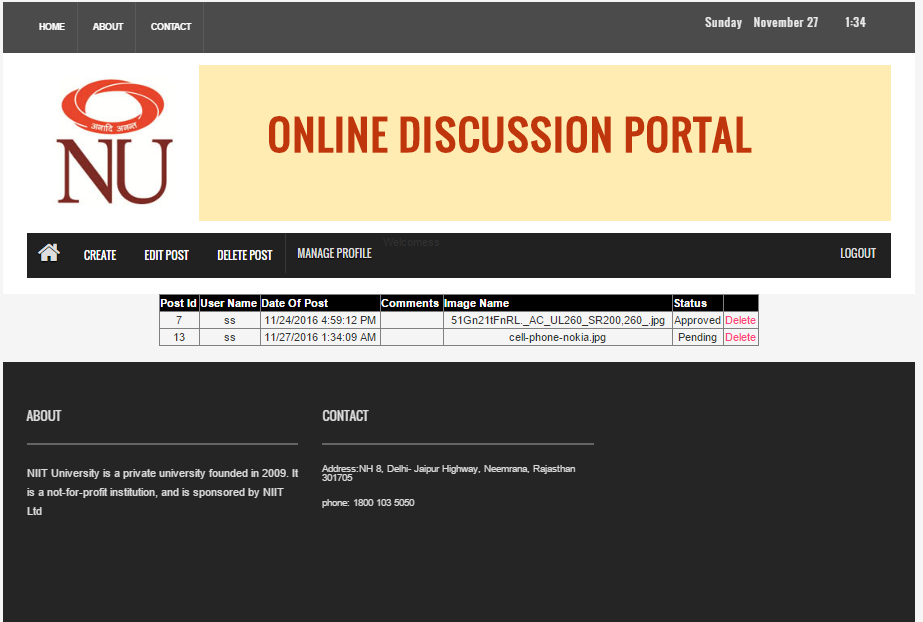 HOME ABOUT CONTACT Sunday November 27 1:34
अनादि अनन्त
NU
ONLINE DISCUSSION PORTAL
CREATE EDIT POST DELETE POST MANAGE PROFILE Welcomess LOGOUT
Post Id User Name Date Of Post Comments Image Name Status
7 ss 11/24/2016 4:59:12 PM 51Gn21tFnRL._AC_UL260_SR200,260_.jpg Approved Delete
13 ss 11/27/2016 1:34:09 AM cell-phone-nokia.jpg Pending Delete
ABOUT
NIIT University is a private university founded in 2009. It
is a not-for-profit institution, and is sponsored by NIIT
Ltd
CONTACT
Address:NH 8, Delhi- Jaipur Highway, Neemrana, Rajasthan
301705
phone: 1800 103 5050